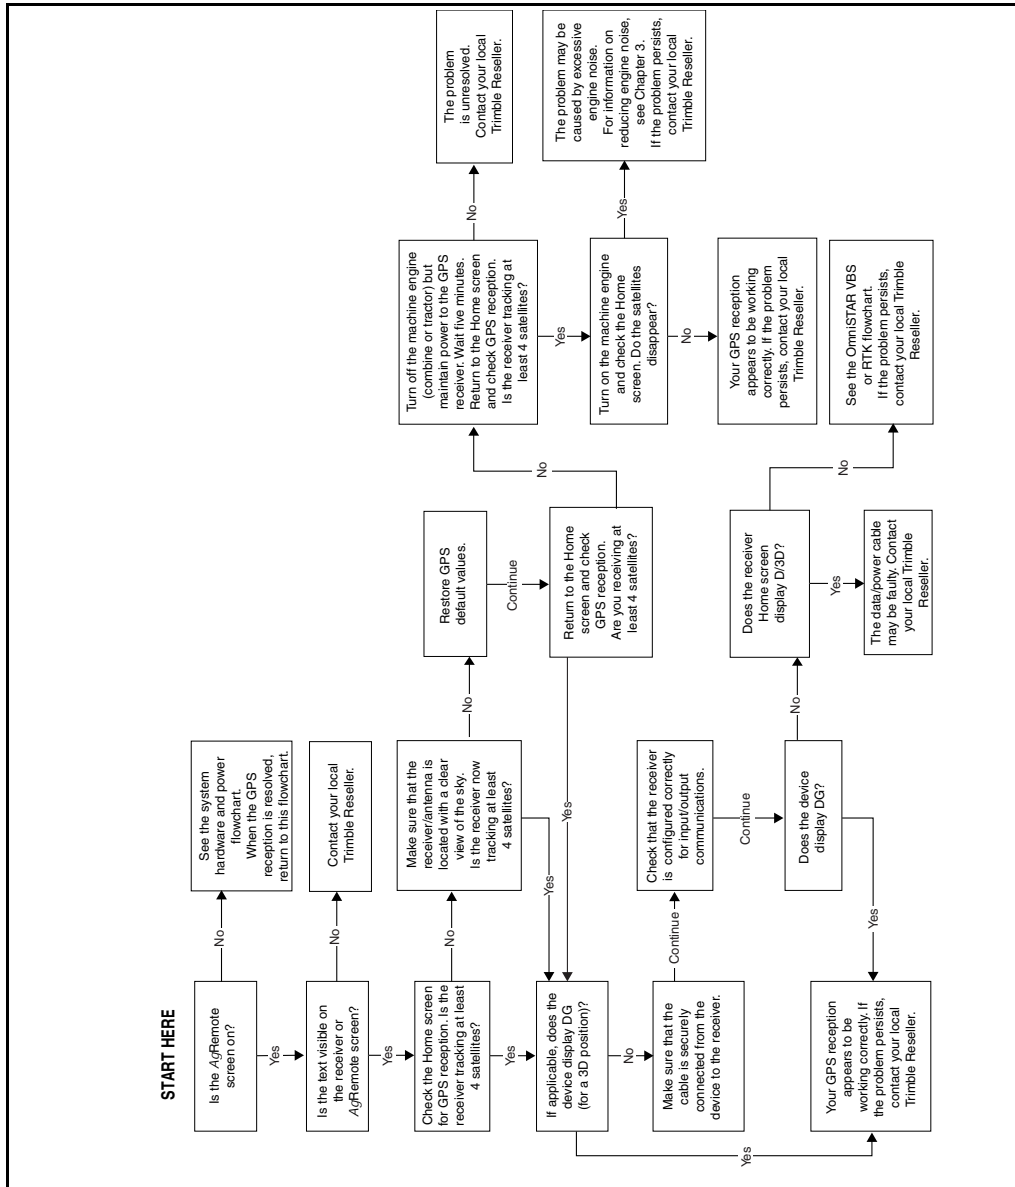 START HERE
Is the AgRemote
screen on?
No
See the system
hardware and power
flowchart.
When the GPS
reception is resolved,
return to this flowchart.
Yes
Is the text visible on
the receiver or
AgRemote screen?
No
Contact your local
Trimble Reseller.
Yes
Check the Home screen
for GPS reception. Is the
receiver tracking at least
4 satellites?
No
Make sure that the
receiver/antenna is
located with a clear
view of the sky.
Is the receiver now
tracking at least
4 satellites?
No
Restore GPS
default values.
Continue
Return to the Home
screen and check
GPS reception.
Are you receiving at
least 4 satellites?
No
Turn off the machine engine
(combine or tractor) but
maintain power to the GPS
receiver. Wait five minutes.
Return to the Home screen
and check GPS reception.
Is the receiver tracking at
least 4 satellites?
No
The problem
is unresolved.
Contact your local
Trimble Reseller.
Yes
Turn on the machine engine
and check the Home
screen. Do the satellites
disappear?
Yes
The problem may be
caused by excessive
engine noise.
For information on
reducing engine noise,
see Chapter 3.
If the problem persists,
contact your local
Trimble Reseller.
No
Your GPS reception
appears to be working
correctly. If the problem
persists, contact your local
Trimble Reseller.
Yes
Yes
Yes
If applicable, does the
device display DG
(for a 3D position)?
No
Make sure that the
cable is securely
connected from the
device to the receiver.
Continue
Check that the receiver
is configured correctly
for input/output
communications.
Continue
Does the device
display DG?
No
Does the receiver
Home screen
display D/3D?
No
See the OmniSTAR VBS
or RTK flowchart.
If the problem persists,
contact your local Trimble
Reseller.
Yes
The data/power cable
may be faulty. Contact
your local Trimble
Reseller.
Yes
Yes
Your GPS reception
appears to be
working correctly. If
the problem persists,
contact your local
Trimble Reseller.